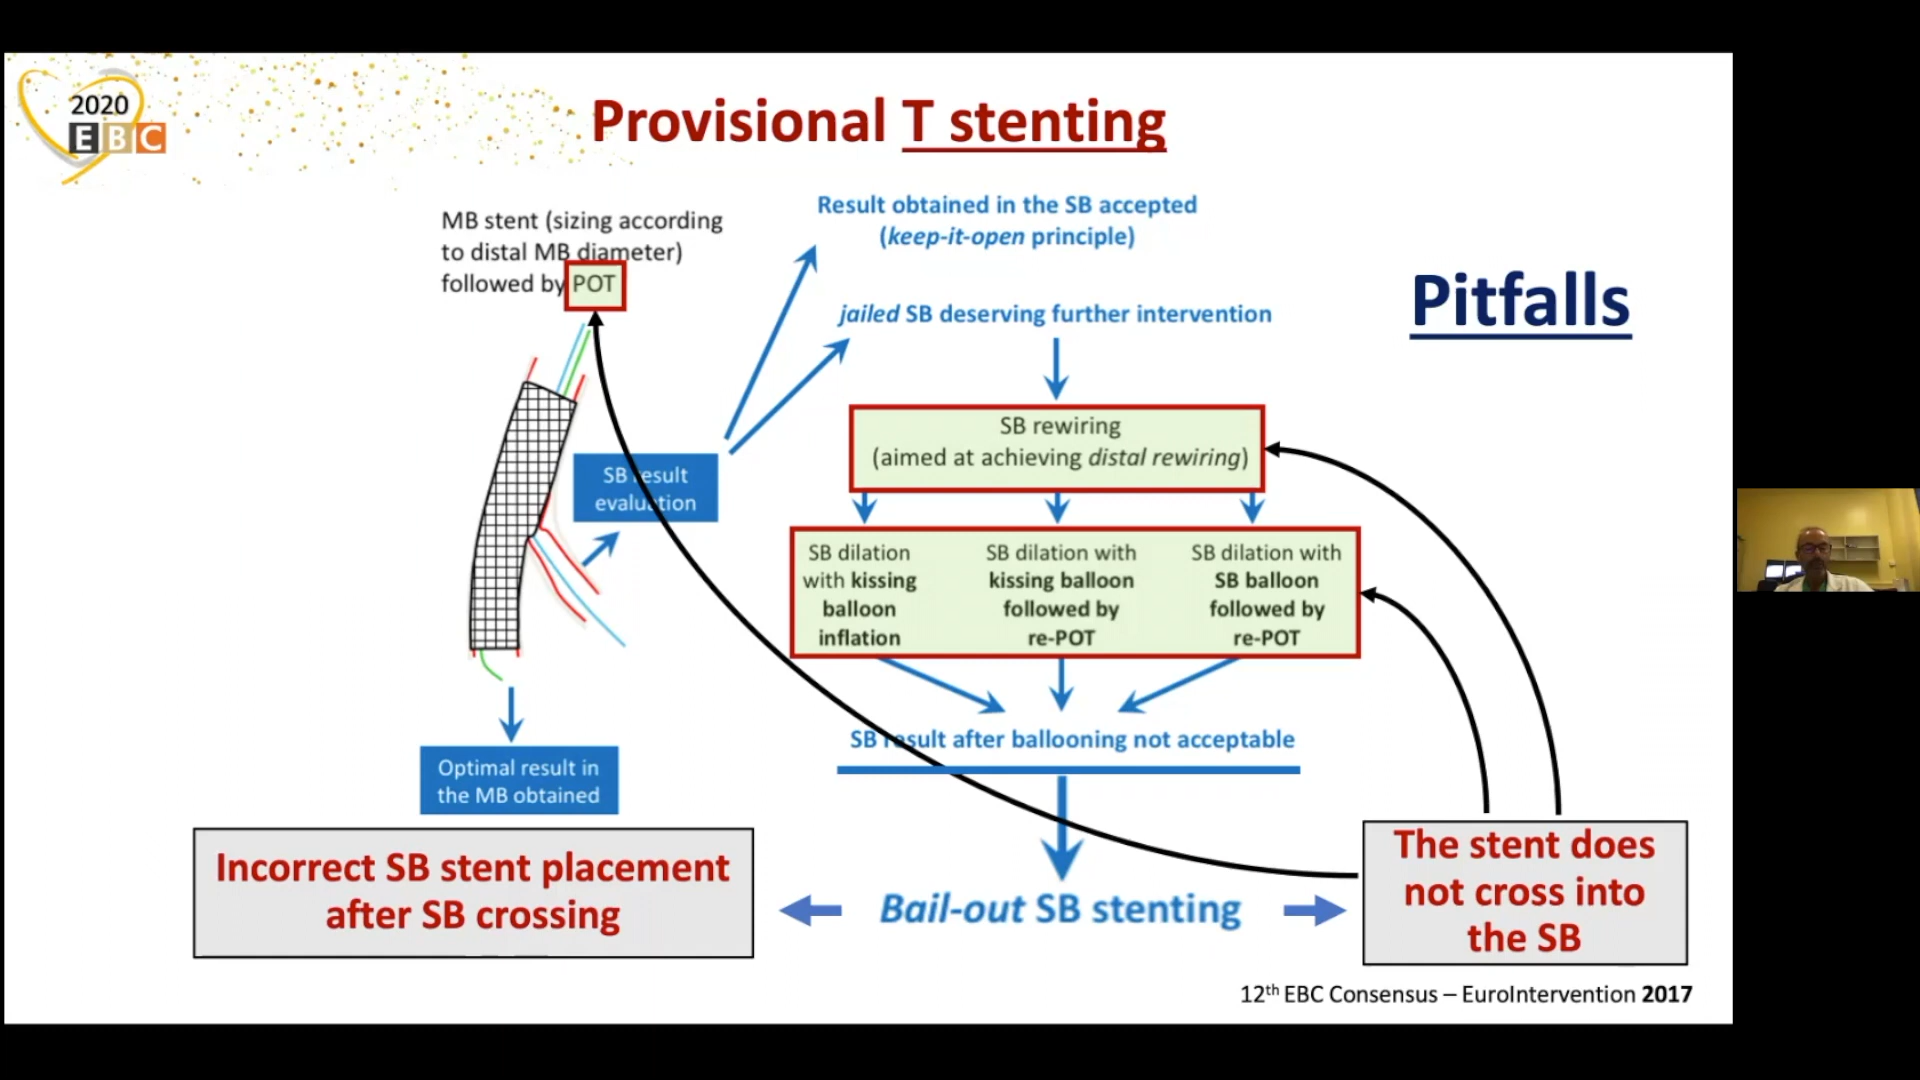 2020
EBC
Provisional T stenting
MB stent (sizing according
to distal MB diameter)
followed by POT
Result obtained in the SB accepted
(keep-it-open principle)
jailed SB deserving further intervention
Pitfalls
SB result
evaluation
SB rewiring
(aimed at achieving distal rewiring)
SB dilation
with kissing
balloon
inflation
SB dilation with
kissing balloon
followed by
re-POT
SB dilation with
SB balloon
followed by
re-POT
SB result after ballooning not acceptable
Optimal result in
the MB obtained
Incorrect SB stent placement
after SB crossing
Bail-out SB stenting
The stent does
not cross into
the SB
12th EBC Consensus – EuroIntervention 2017